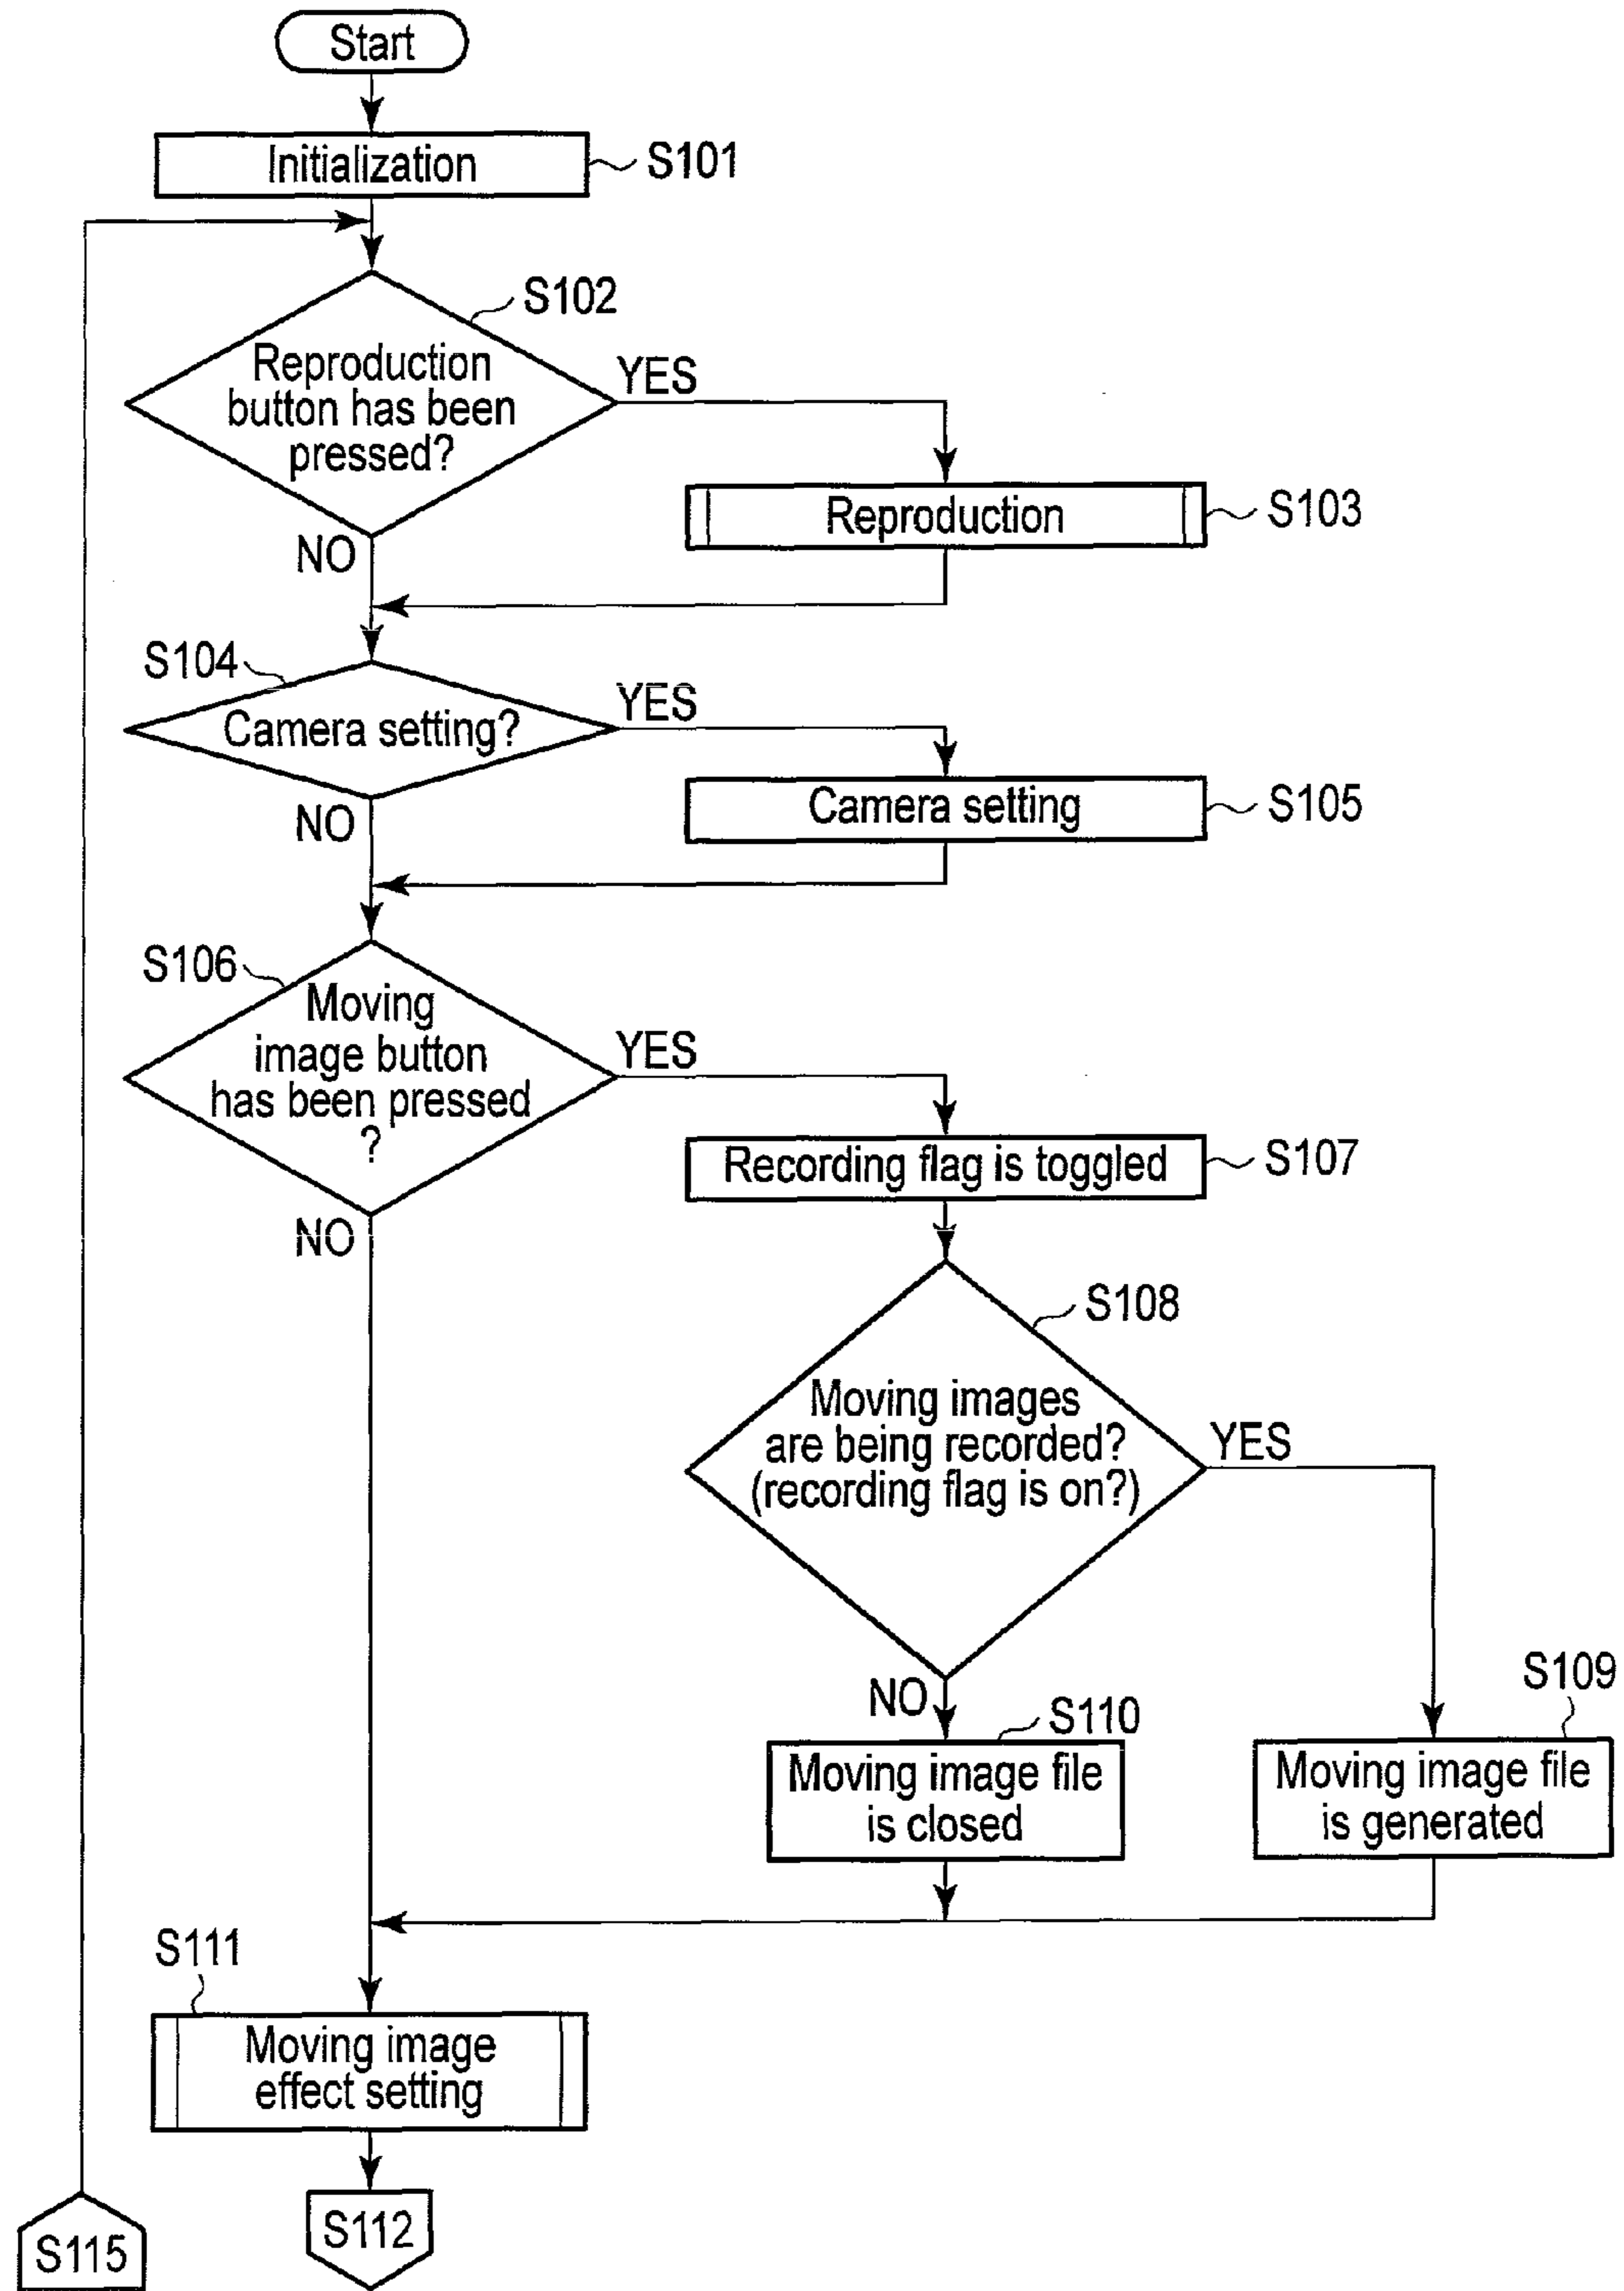 Start
Initialization
S101
S102
Reproduction
button has been
pressed?
YES
NO
Reproduction
S103
S104
Camera setting?
YES
NO
Camera setting
S105
S106
Moving
image button
has been pressed
?
YES
NO
Recording flag is toggled
S107
S108
Moving images
are being recorded?
(recording flag is on?)
YES
NO
S110
Moving image file
is closed
S109
Moving image file
is generated
S111
Moving image
effect setting
S115
S112